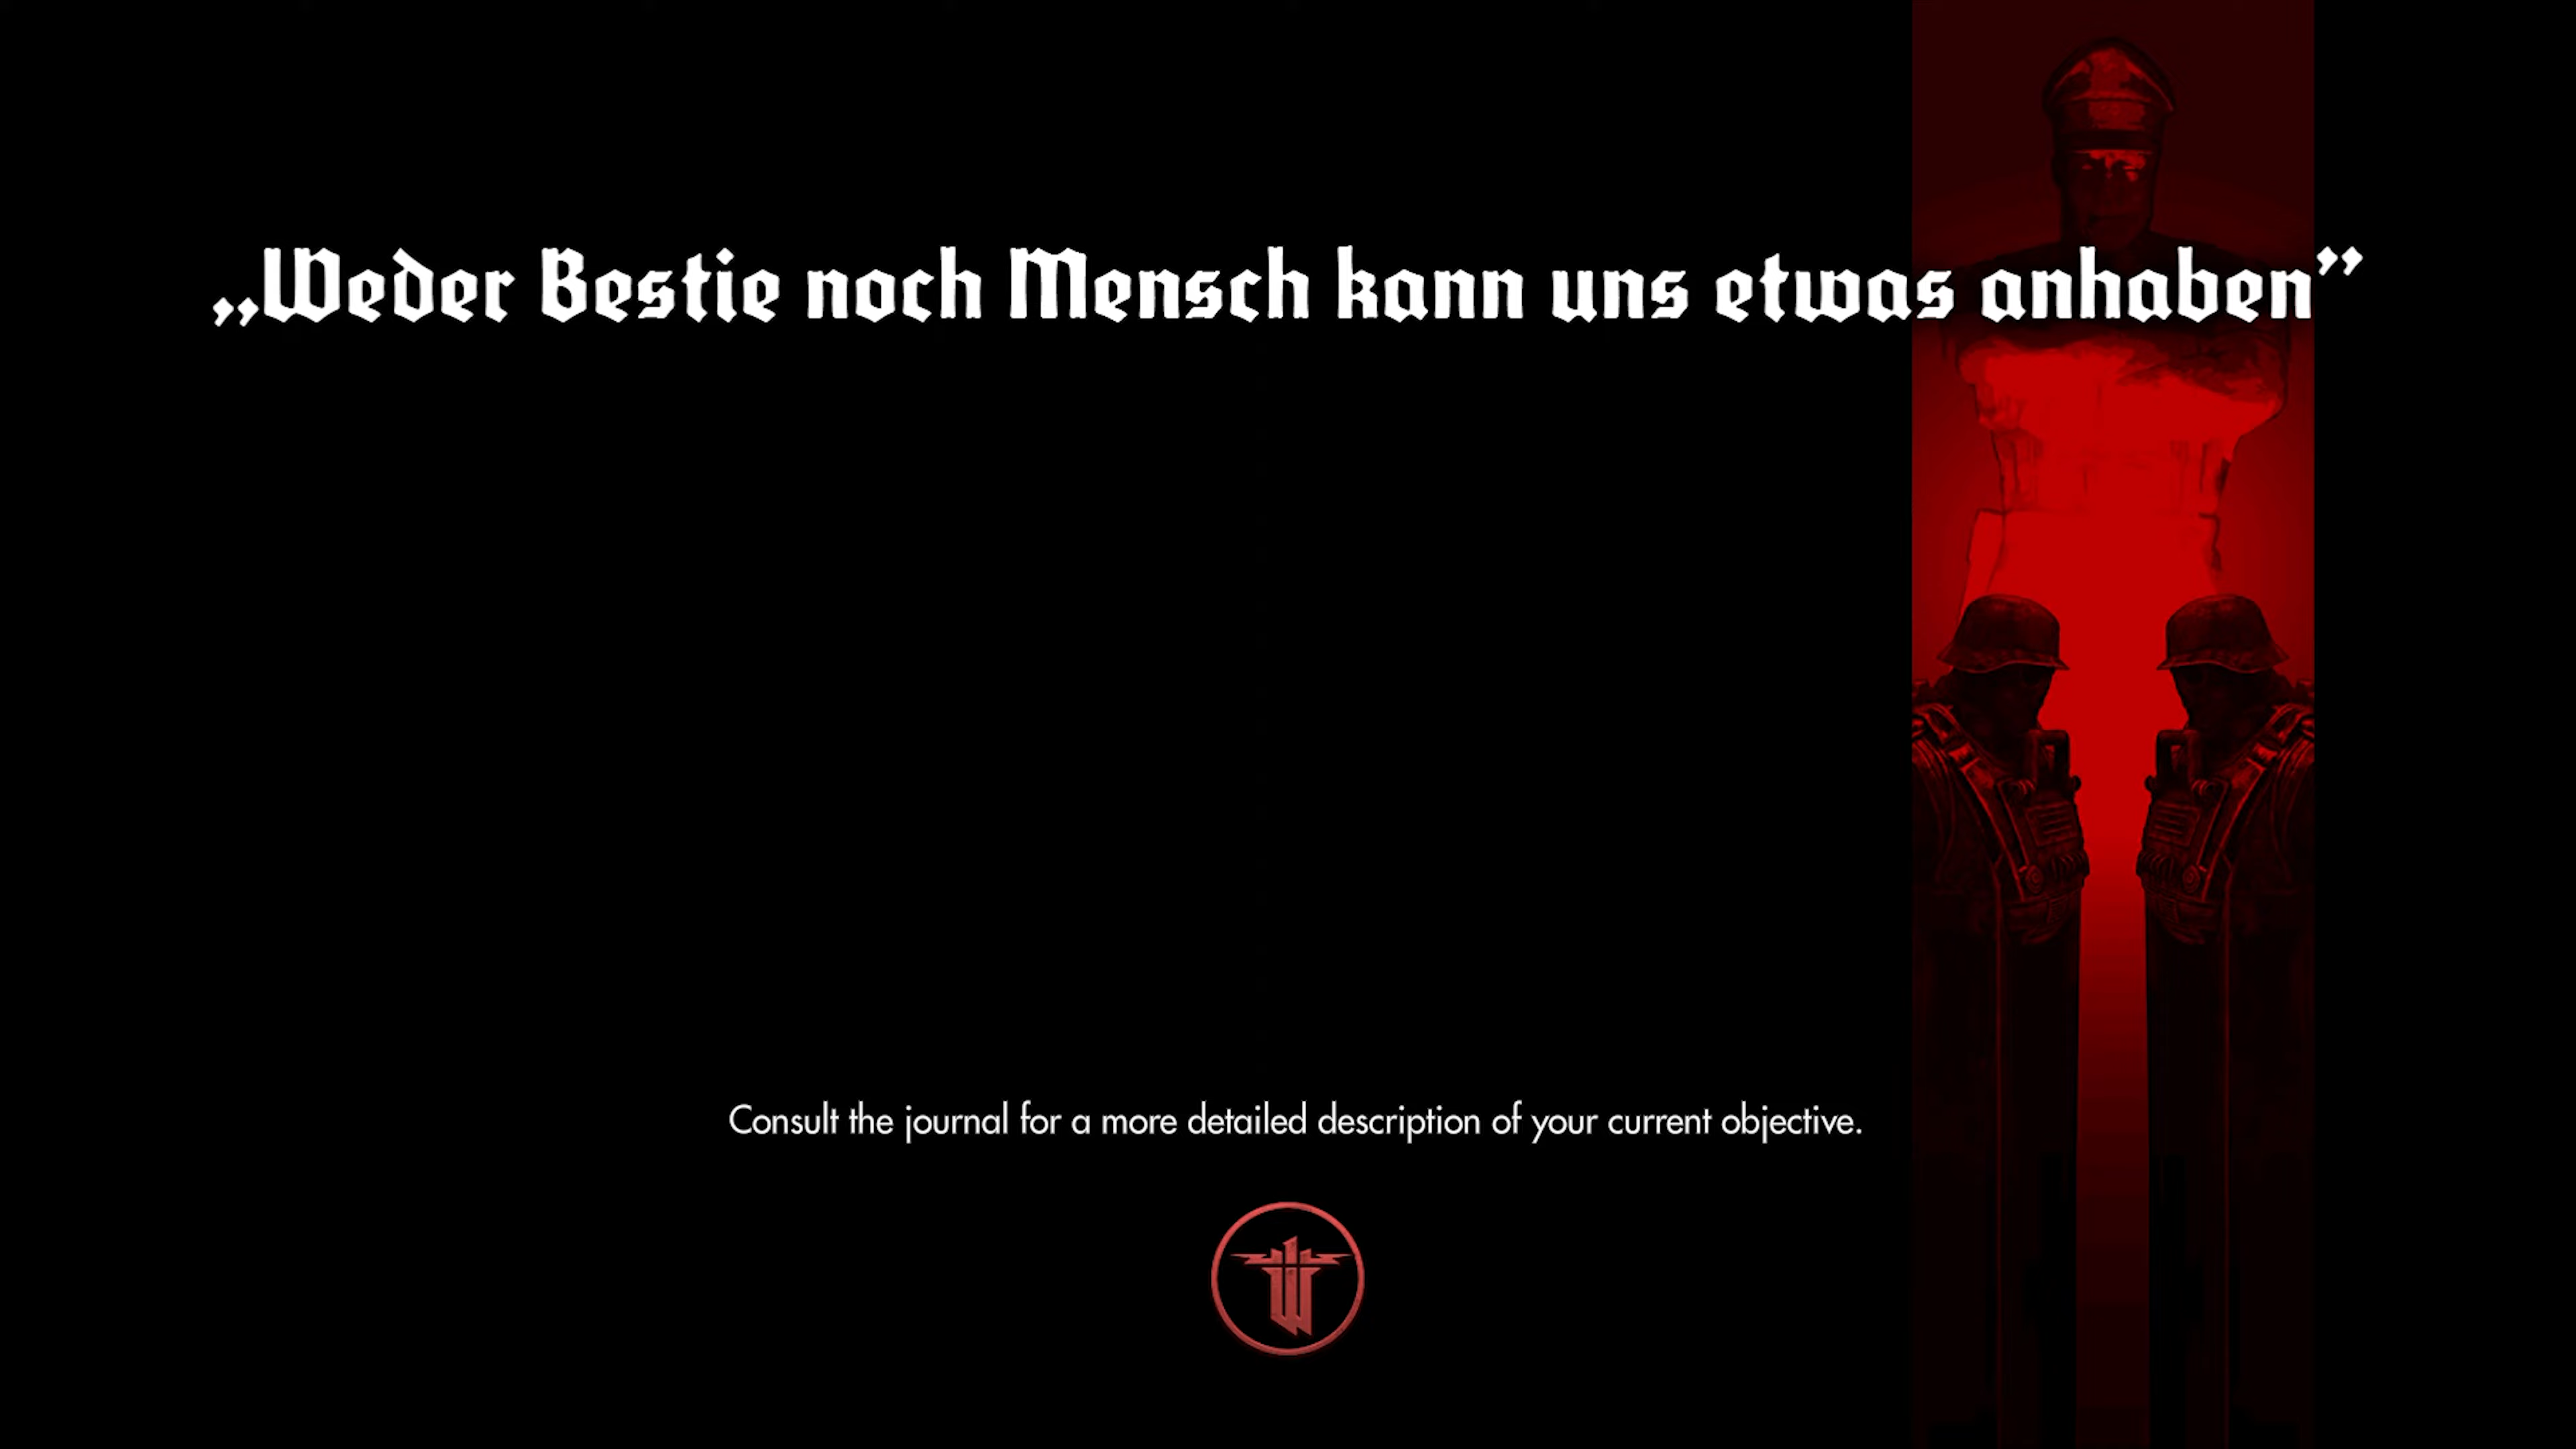 „Weder Bestie noch Mensch kann uns etwas anhaben”
Consult the journal for a more detailed description of your current objective.